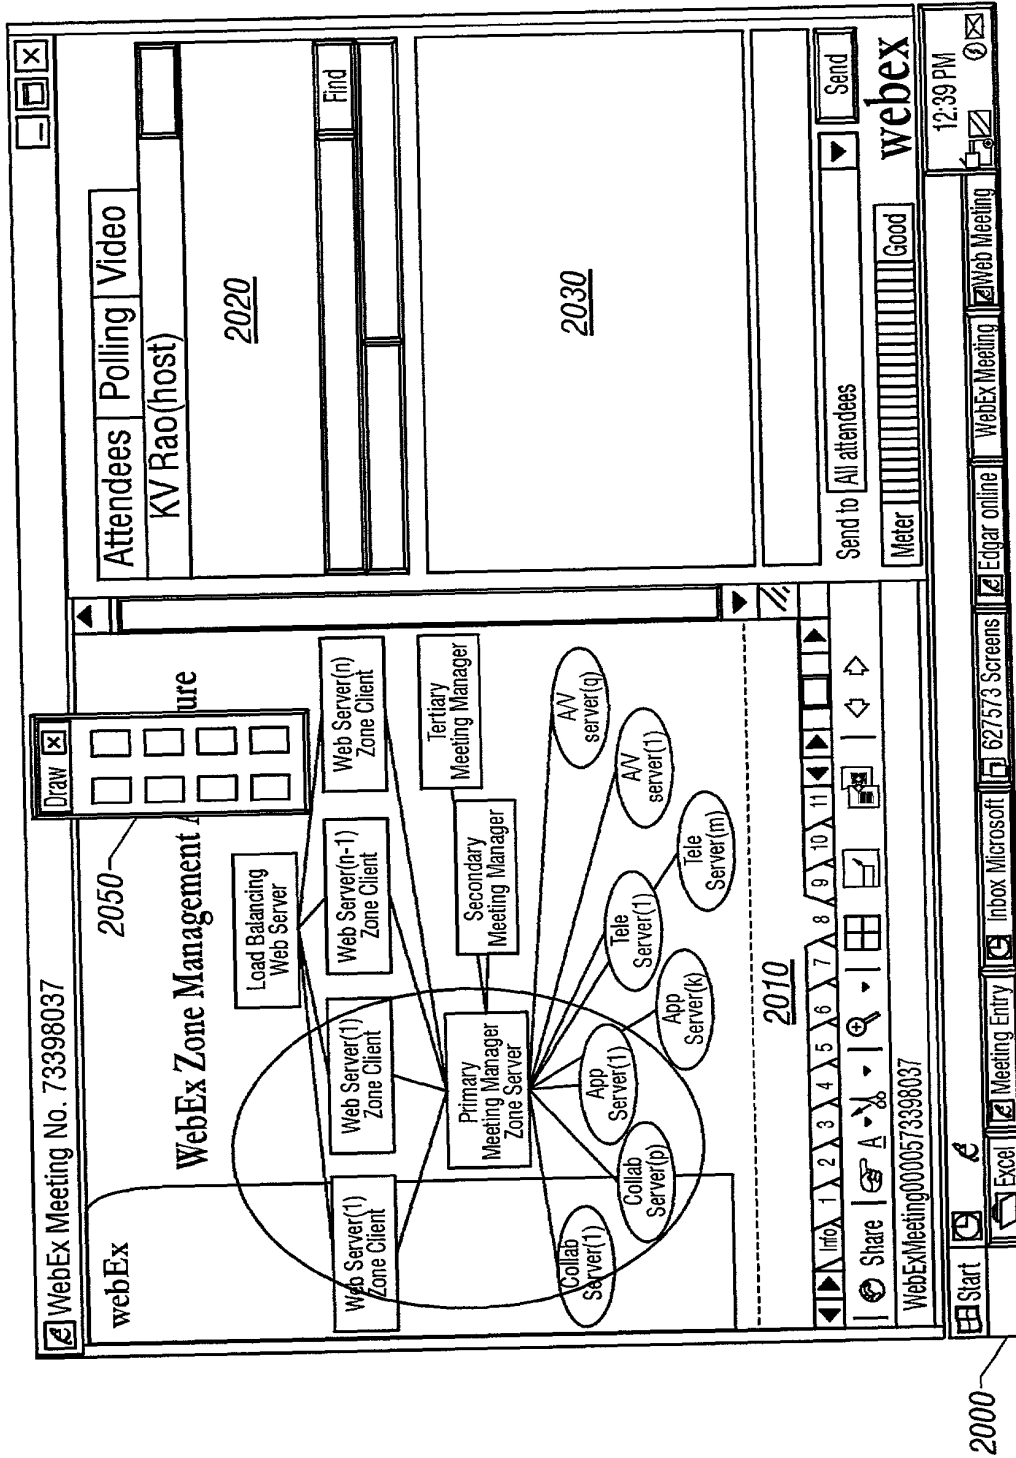 WebEx Meeting No. 73398037
webEx
WebEx Zone Management A
ure
Draw
2050
Load Balancing
Web Server
Web Server(1)
Zone Client
Web Server(1)
Zone Client
Web Server(n-1)
Zone Client
Web Server(n)
Zone Client
Primary
Meeting Manager
Zone Server
Secondary
Meeting Manager
Tertiary
Meeting Manager
Collab
Server(1)
Collab
Server(p)
App
Server(1)
App
Server(k)
Tele
Server(1)
Tele
Server(m)
A/V
server(1)
A/V
server(q)
2010
Info 1 2 3 4 5 6 7 8 9 10 11
Share A
WebExMeeting0000573398037
Attendees Polling Video
KV Rao(host)
2020
Find
2030
Send to All attendees
Send
Meter Good
webex
Start
12:39 PM
Excel Meeting Entry Inbox Microsoft 627573 Screens Edgar online WebEx Meeting Web Meeting
2000